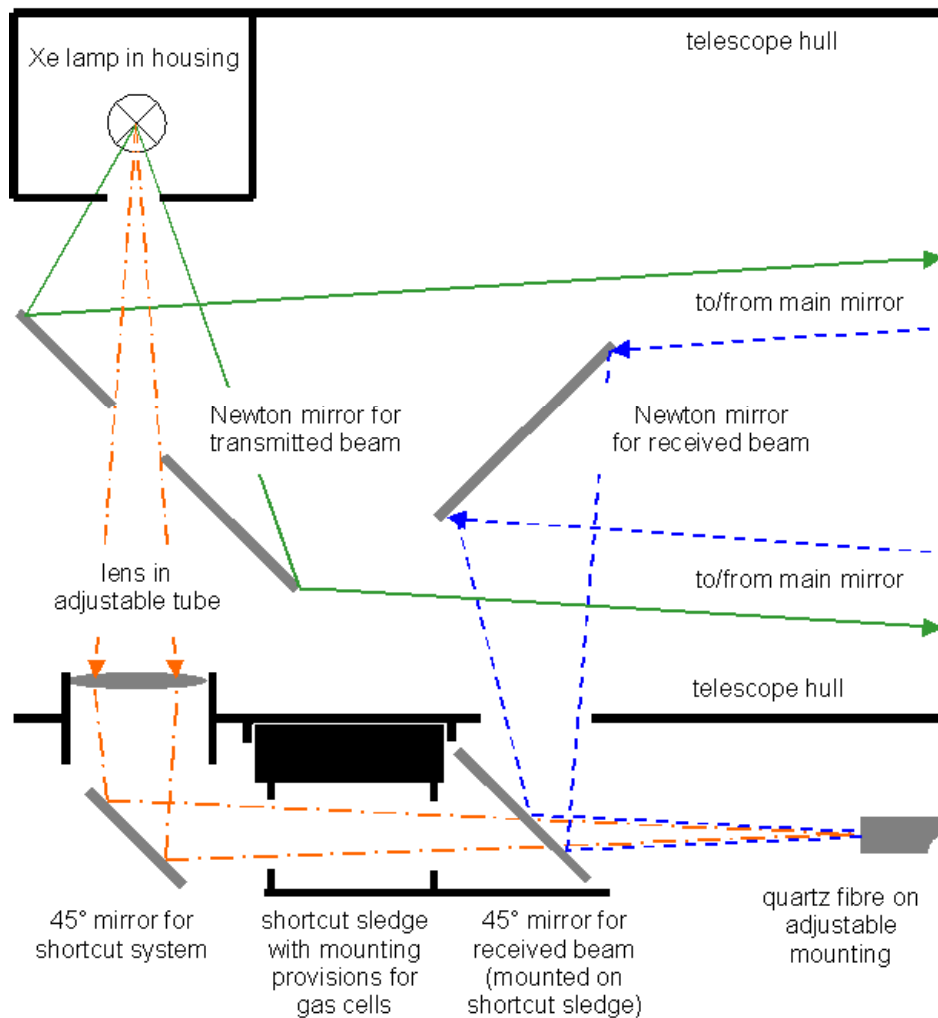 telescope hull
Xe lamp in housing
to/from main mirror
Newton mirror for
transmitted beam
Newton mirror
for received beam
lens in
adjustable tube
to/from main mirror
telescope hull
45° mirror for
shortcut system
shortcut sledge
with mounting
provisions for
gas cells
45° mirror for
received beam
(mounted on
shortcut sledge)
quartz fibre on
adjustable
mounting